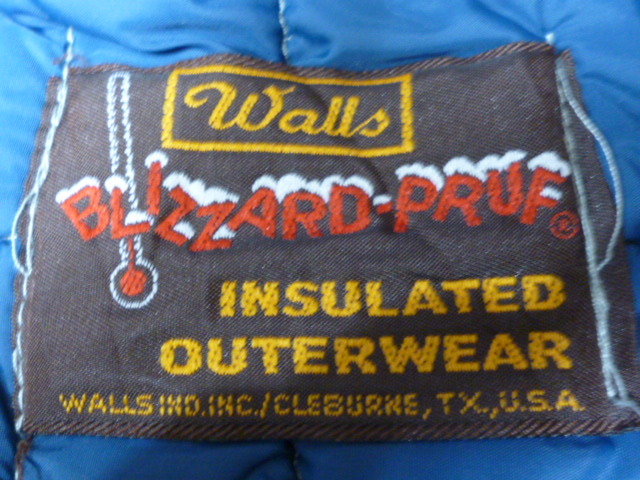 Walls
BLIZZARD-PRUF®
INSULATED
OUTERWEAR
WALLS IND. INC./CLEBURNE, TX., U.S.A.